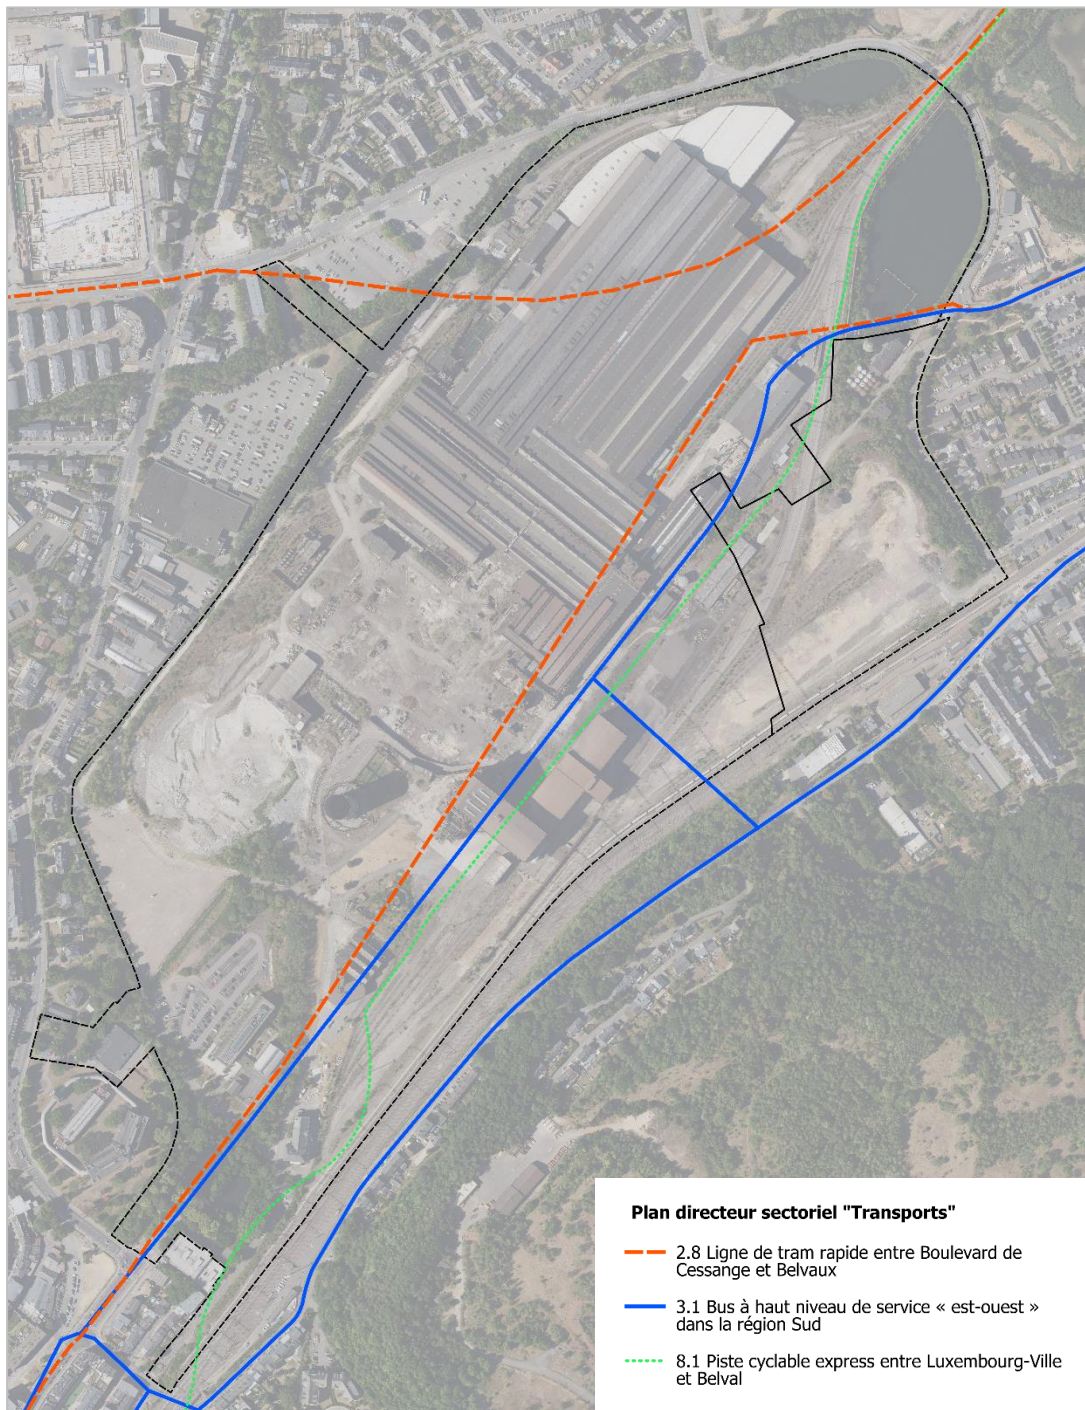 Plan directeur sectoriel "Transports"
2.8 Ligne de tram rapide entre Boulevard de
Cessange et Belvaux
3.1 Bus à haut niveau de service « est-ouest »
dans la région Sud
8.1 Piste cyclable express entre Luxembourg-Ville
et Belval